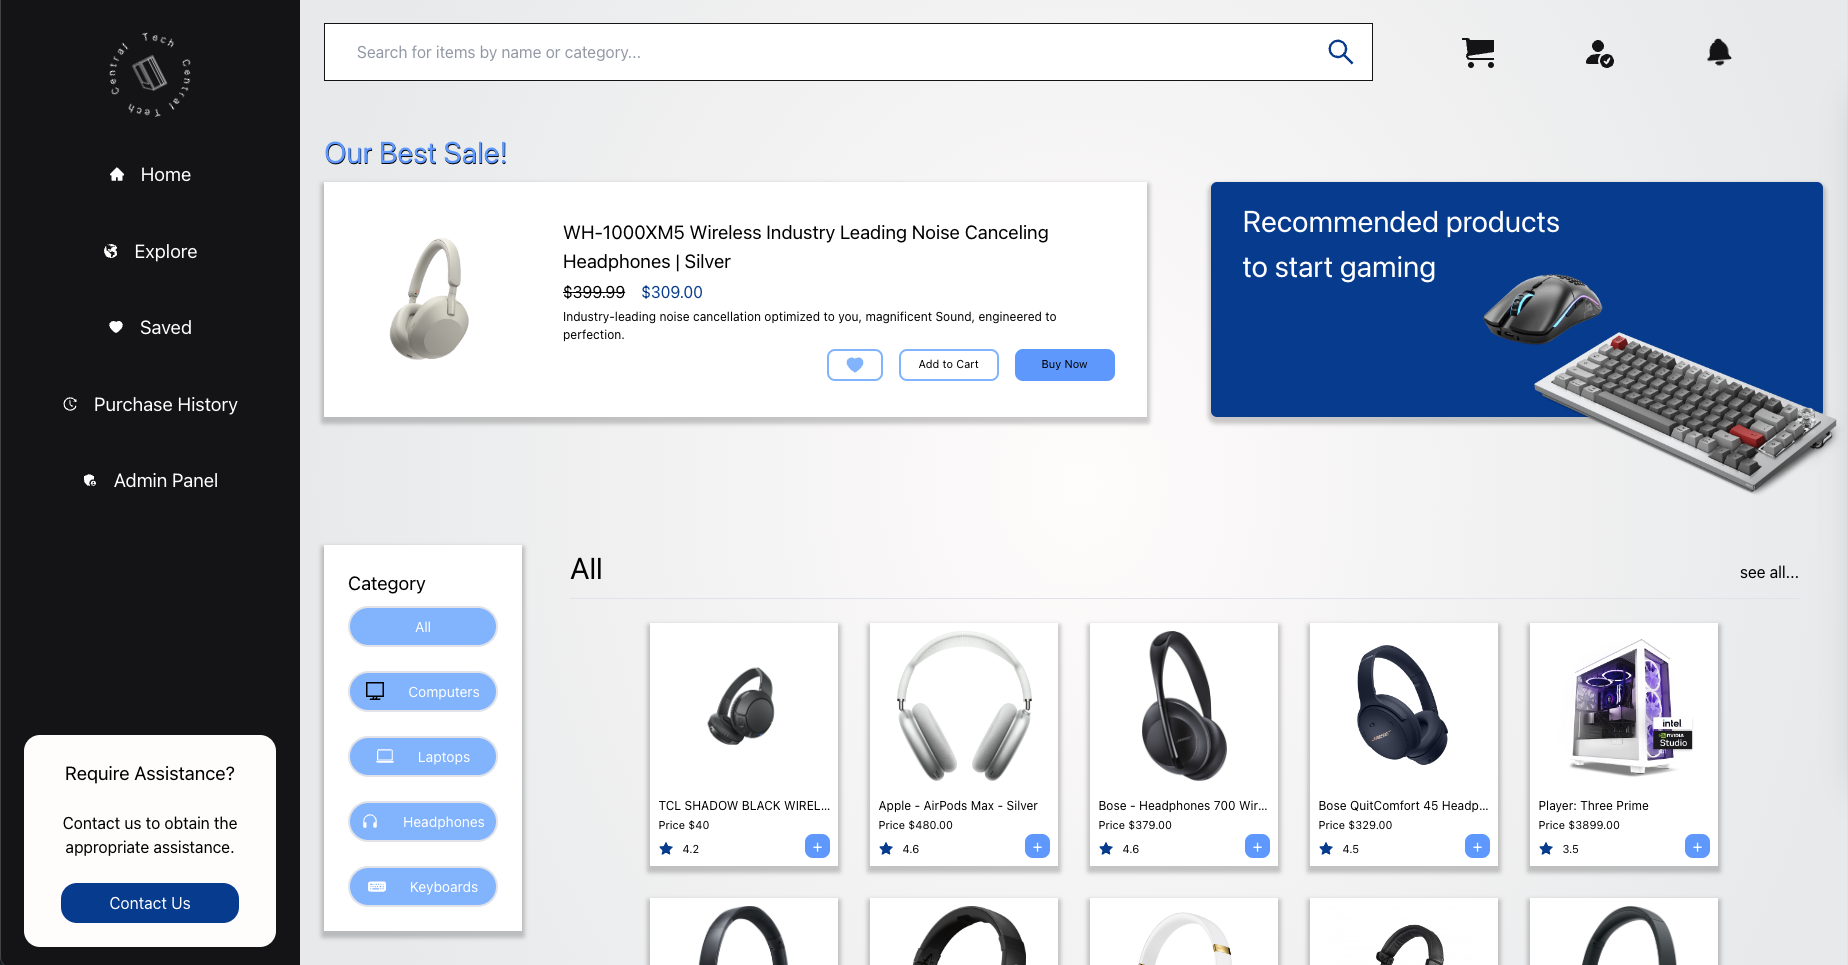 Central Tech Central Tech
Home
Explore
Saved
Purchase History
Admin Panel
Require Assistance?
Contact us to obtain the
appropriate assistance.
Contact Us
Search for items by name or category...
Our Best Sale!
WH-1000XM5 Wireless Industry Leading Noise Canceling
Headphones | Silver
$399.99 $309.00
Industry-leading noise cancellation optimized to you, magnificent Sound, engineered to
perfection.
Add to Cart
Buy Now
Recommended products
to start gaming
Category
All
Computers
Laptops
Headphones
Keyboards
All
see all...
TCL SHADOW BLACK WIREL...
Price $40
4.2
+
Apple - AirPods Max - Silver
Price $480.00
4.6
+
Bose - Headphones 700 Wir...
Price $379.00
4.6
+
Bose QuitComfort 45 Headp...
Price $329.00
4.5
+
intel
NVIDIA
Studio
Player: Three Prime
Price $3899.00
3.5
+